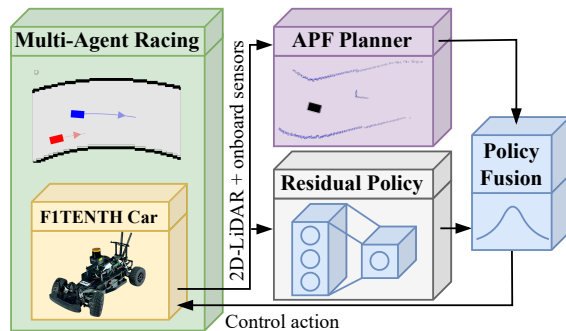 Multi-Agent Racing
F1TENTH Car
2D-LiDAR + onboard sensors
APF Planner
Residual Policy
Policy
Fusion
Control action